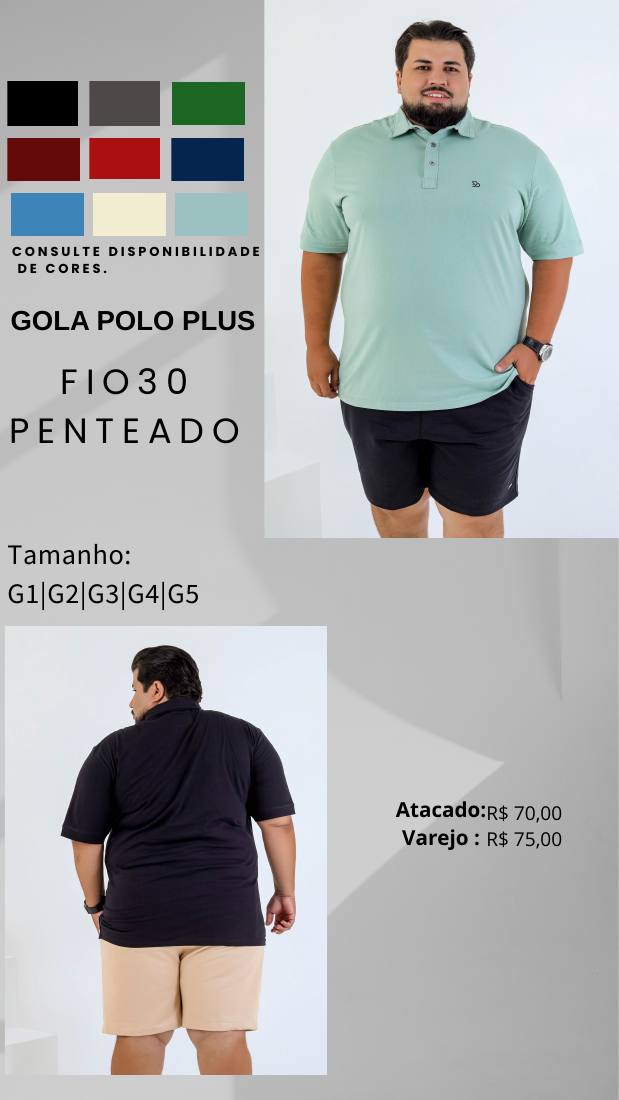 CONSULTE DISPONIBILIDADE
DE CORES.
GOLA POLO PLUS
FIO30
PENTEADO
Tamanho:
G1|G2|G3|G4|G5
Atacado:R$ 70,00
Varejo : R$ 75,00